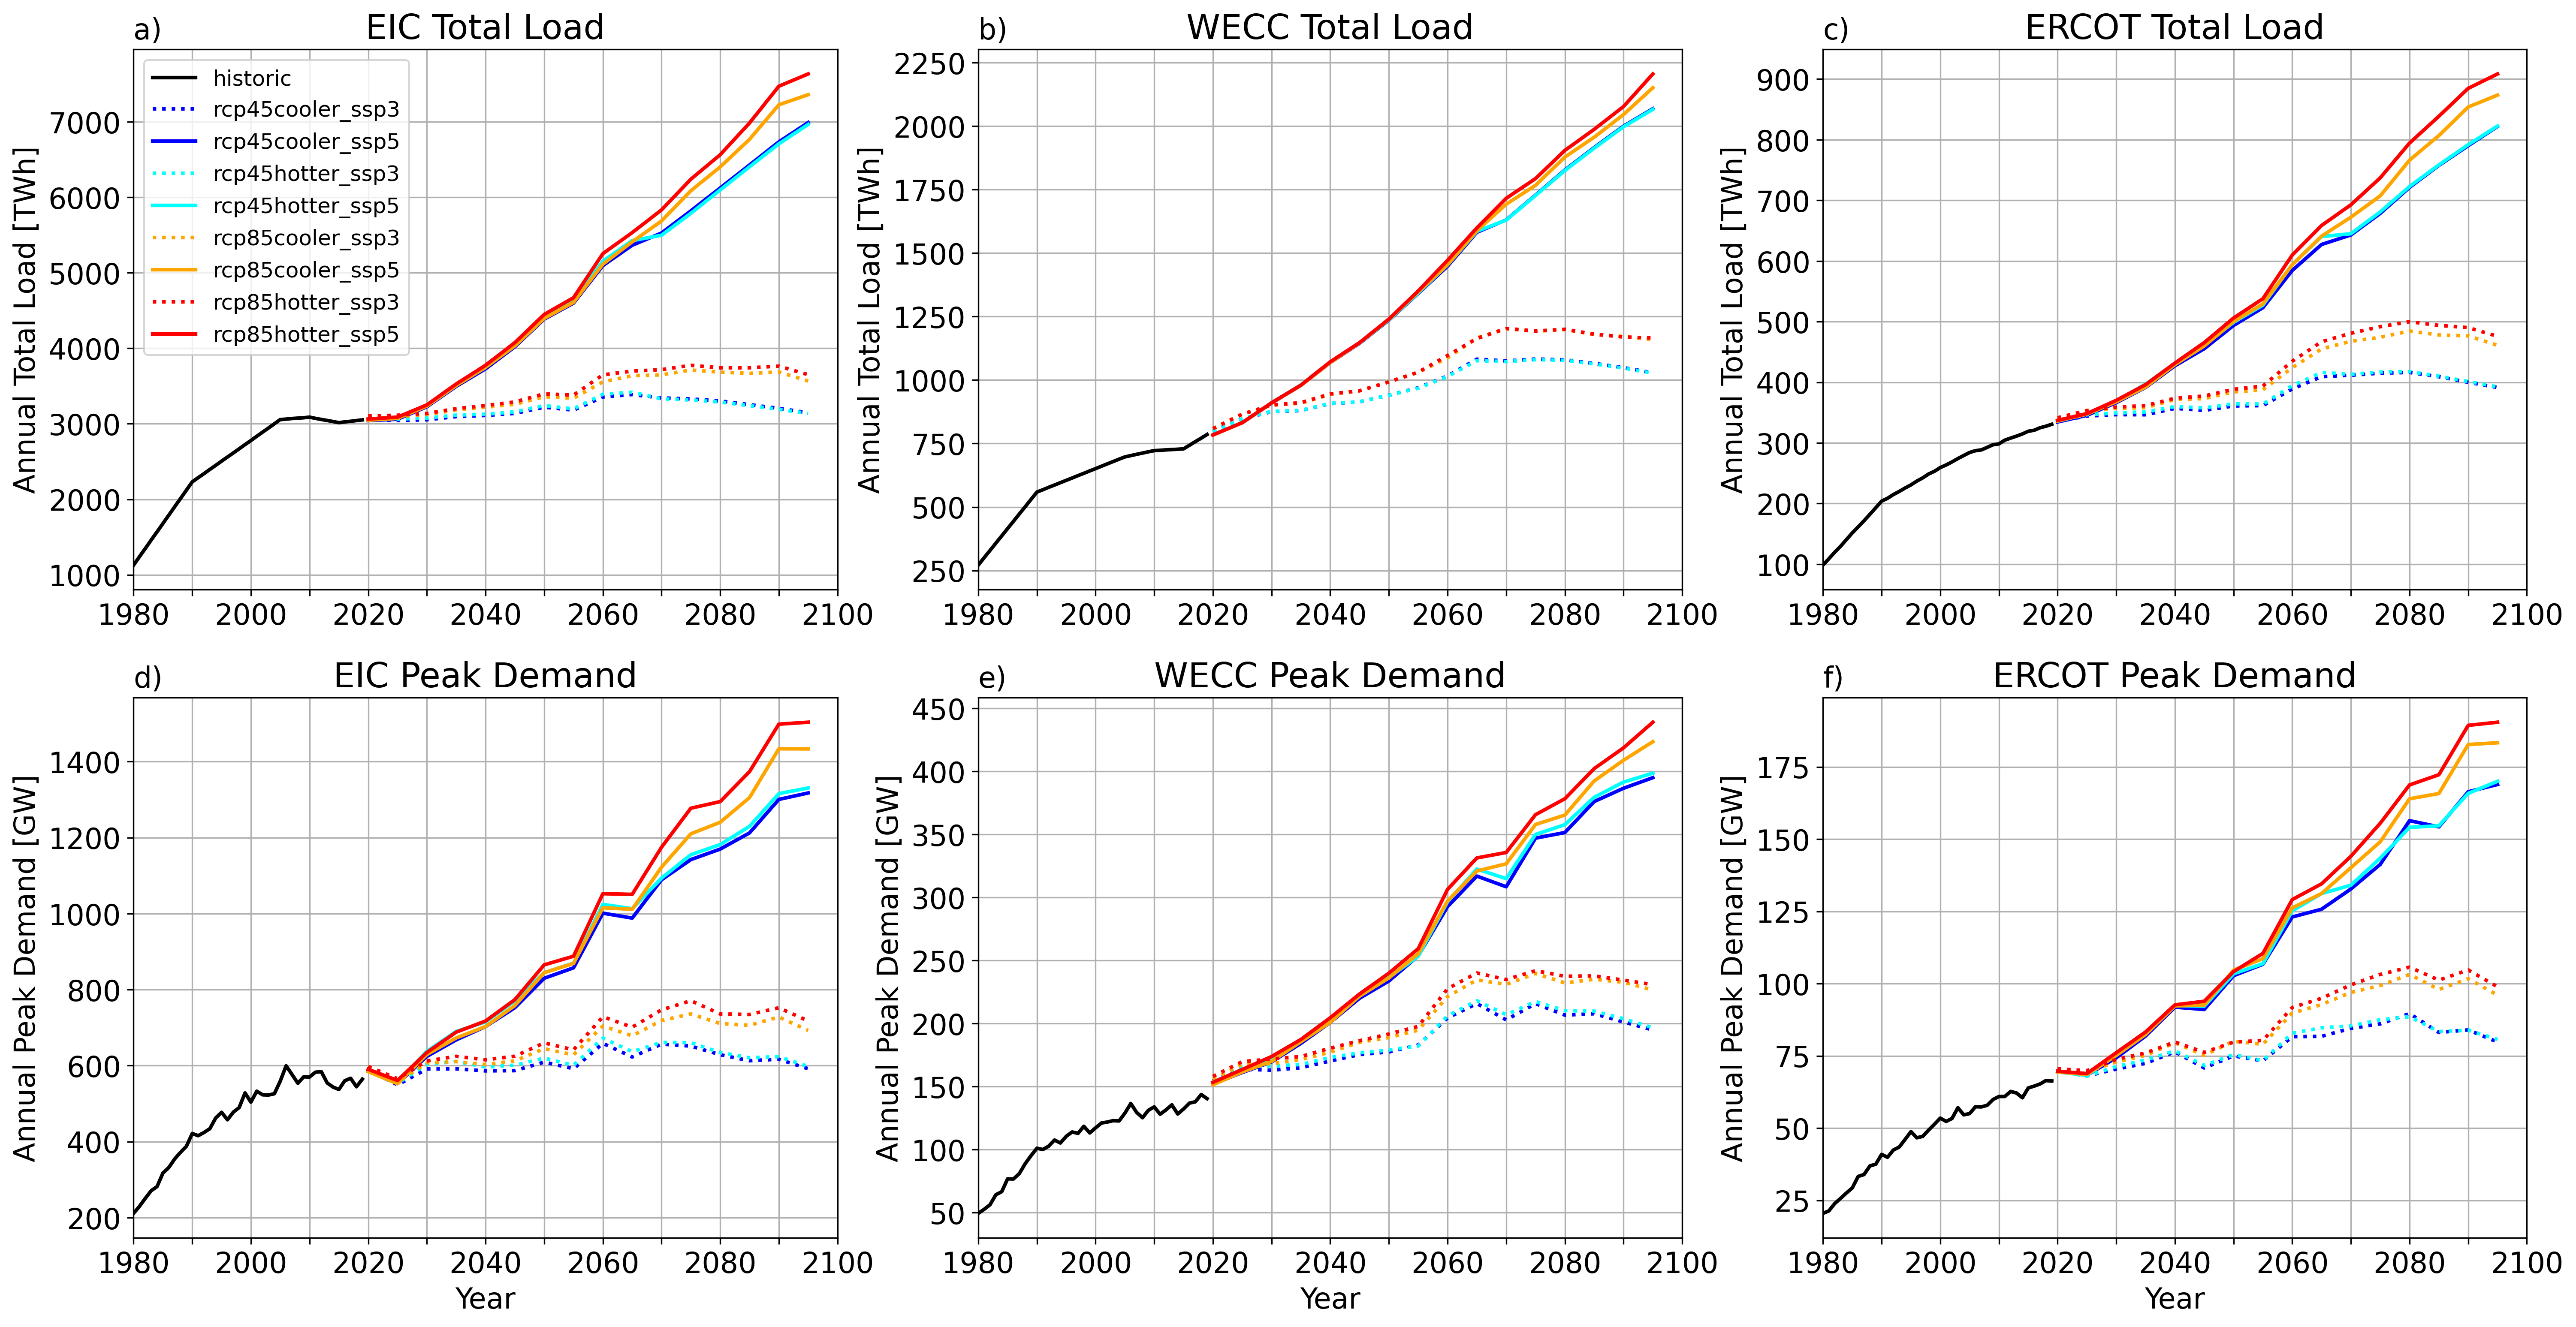 a) EIC Total Load
Annual Total Load [TWh]
7000
6000
5000
4000
3000
2000
1000
historic
rcp45cooler_ssp3
rcp45cooler_ssp5
rcp45hotter_ssp3
rcp45hotter_ssp5
rcp85cooler_ssp3
rcp85cooler_ssp5
rcp85hotter_ssp3
rcp85hotter_ssp5
1980 2000 2020 2040 2060 2080 2100
b) WECC Total Load
Annual Total Load [TWh]
2250
2000
1750
1500
1250
1000
750
500
250
1980 2000 2020 2040 2060 2080 2100
c) ERCOT Total Load
Annual Total Load [TWh]
900
800
700
600
500
400
300
200
100
1980 2000 2020 2040 2060 2080 2100
d) EIC Peak Demand
Annual Peak Demand [GW]
1400
1200
1000
800
600
400
200
1980 2000 2020 2040 2060 2080 2100
Year
e) WECC Peak Demand
Annual Peak Demand [GW]
450
400
350
300
250
200
150
100
50
1980 2000 2020 2040 2060 2080 2100
Year
f) ERCOT Peak Demand
Annual Peak Demand [GW]
175
150
125
100
75
50
25
1980 2000 2020 2040 2060 2080 2100
Year